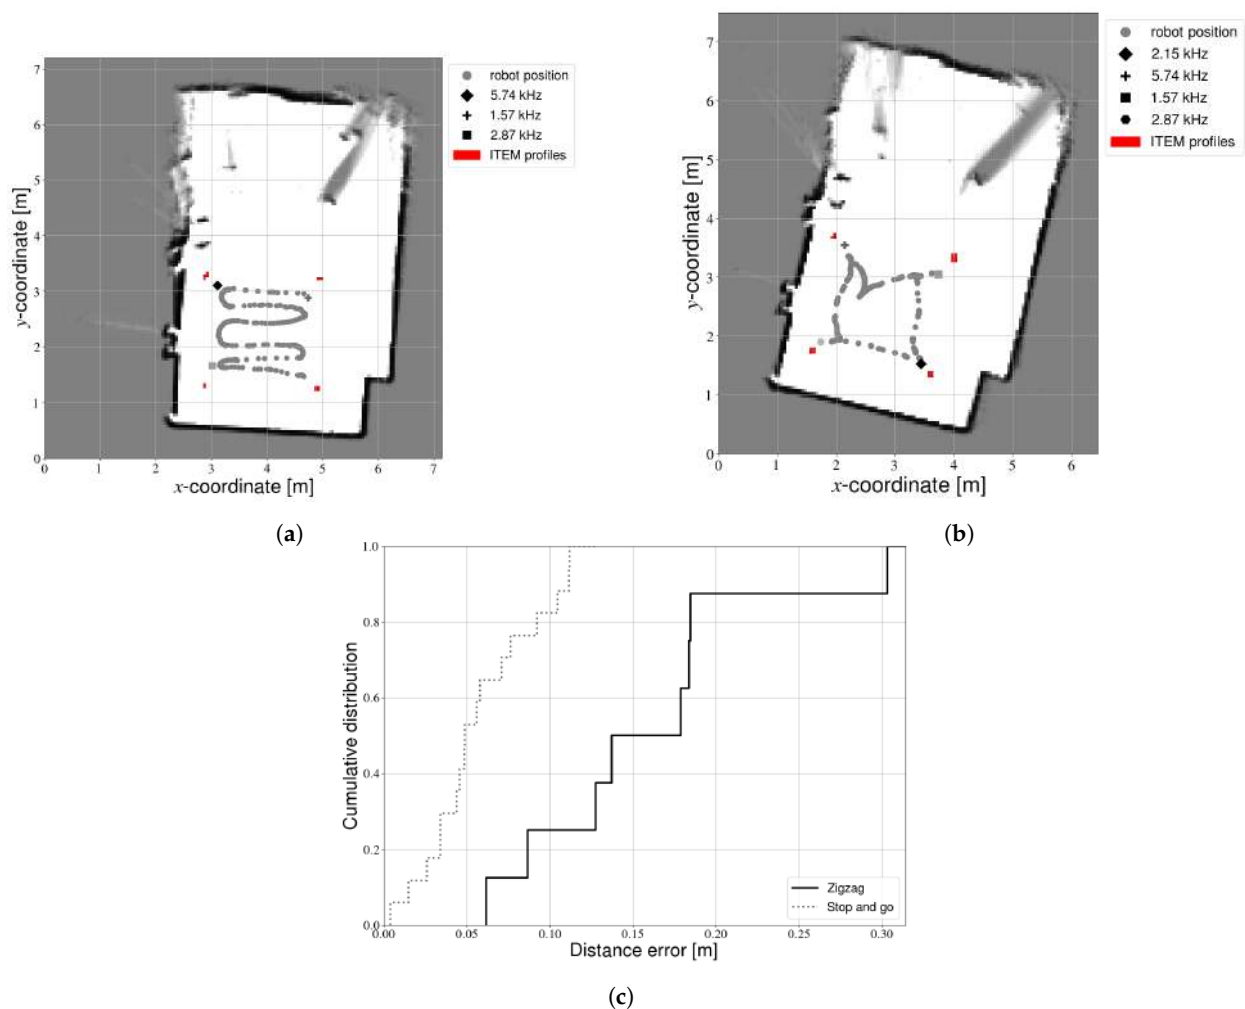 robot position
5.74 kHz
1.57 kHz
2.87 kHz
ITEM profiles
7
6
5
4
3
2
1
0
y-coordinate [m]
0 1 2 3 4 5 6 7
x-coordinate [m]
(a)
robot position
2.15 kHz
5.74 kHz
1.57 kHz
2.87 kHz
ITEM profiles
7
6
5
4
3
2
1
0
y-coordinate [m]
0 1 2 3 4 5 6
x-coordinate [m]
(b)
1.0
0.8
0.6
0.4
0.2
0.0
Cumulative distribution
Zigzag
Stop and go
0.00 0.05 0.10 0.15 0.20 0.25 0.30
Distance error [m]
(c)